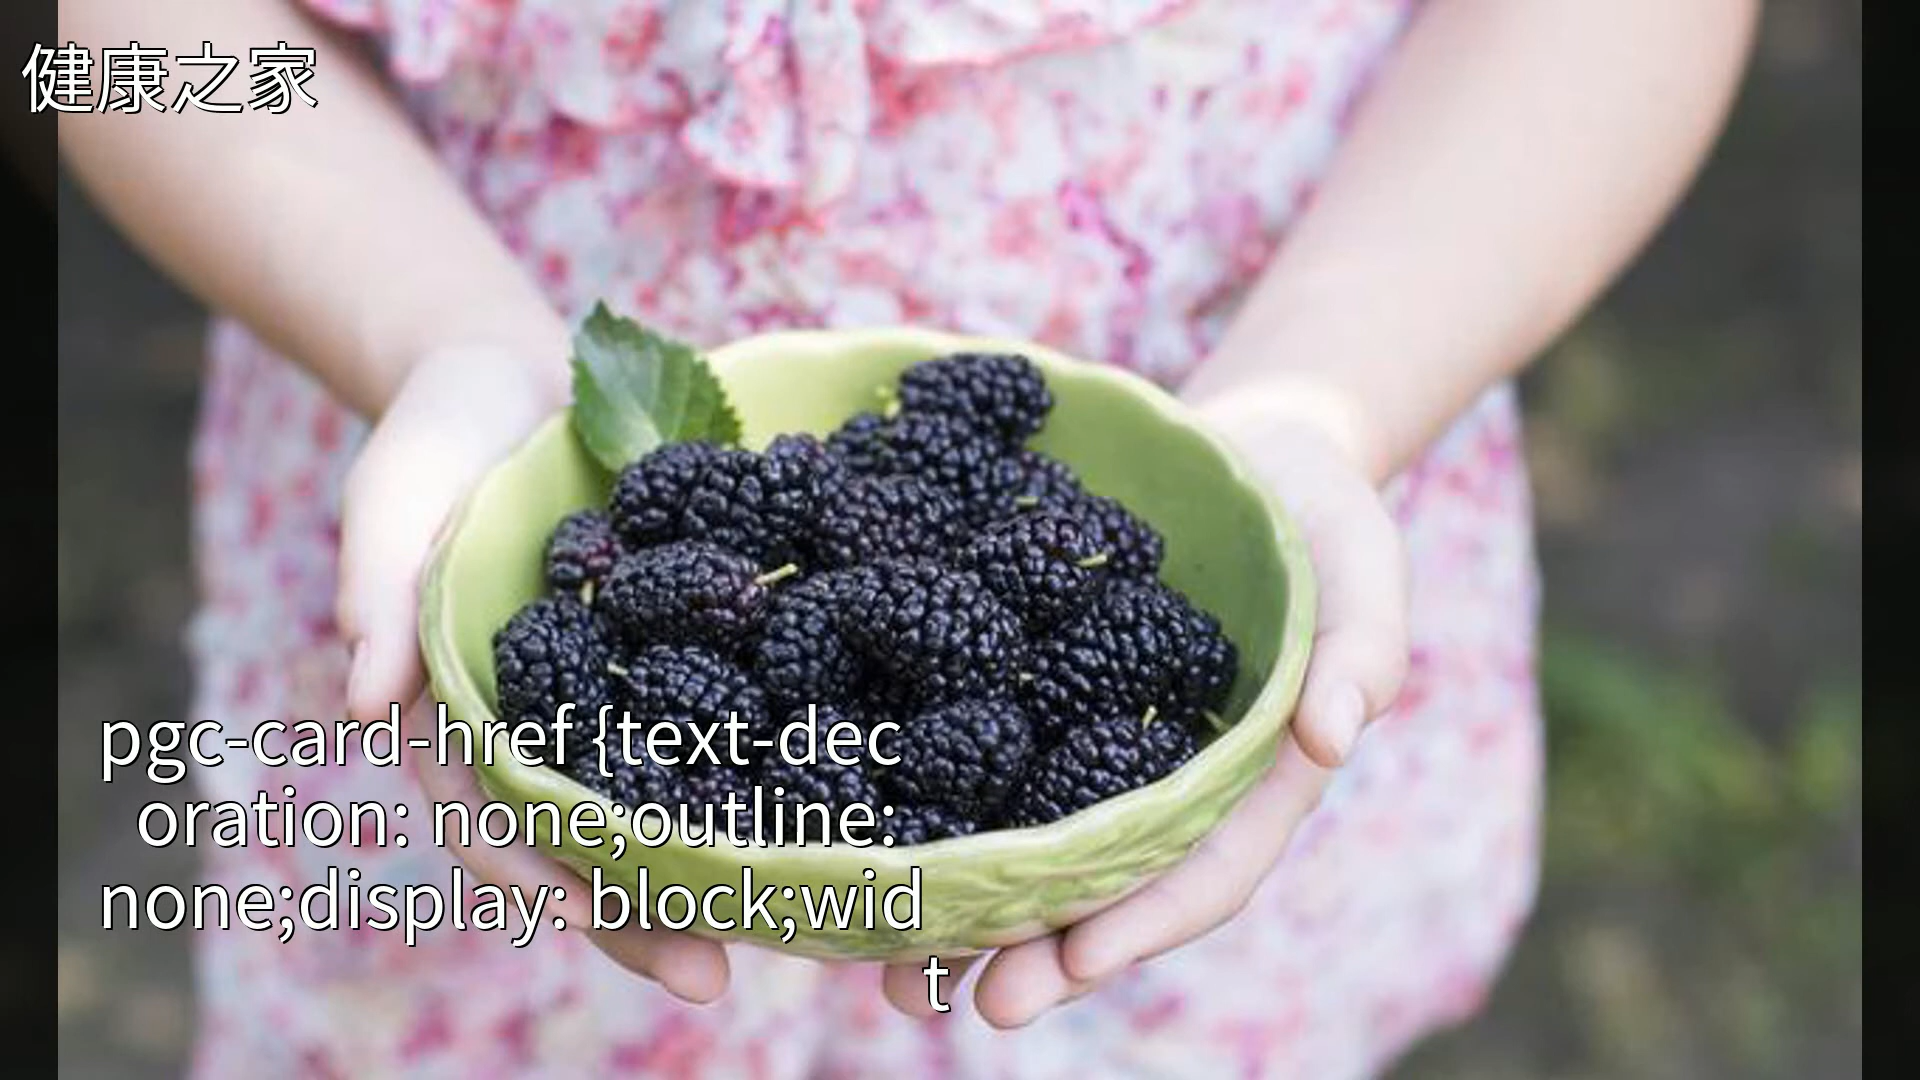 健康之家
pgc-card-href {text-dec
oration: none;outline:
none;display: block;wid
t